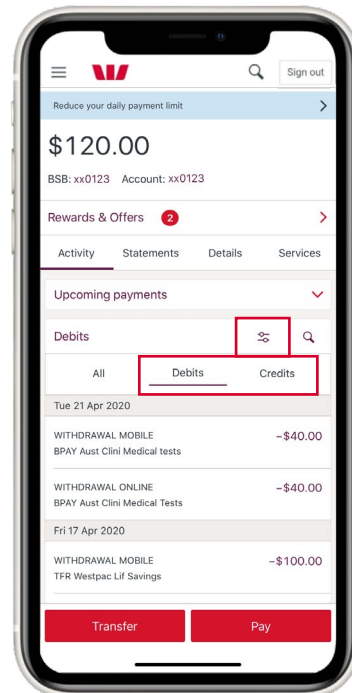 Sign out
Reduce your daily payment limit
$120.00
BSB: xx0123 Account: xx0123
Rewards & Offers 2
Activity Statements Details Services
Upcoming payments
Debits
All Debits Credits
Tue 21 Apr 2020
WITHDRAWAL MOBILE -$40.00
BPAY Aust Clini Medical tests
WITHDRAWAL ONLINE -$40.00
BPAY Aust Clini Medical Tests
Fri 17 Apr 2020
WITHDRAWAL MOBILE -$100.00
TFR Westpac Lif Savings
Transfer Pay